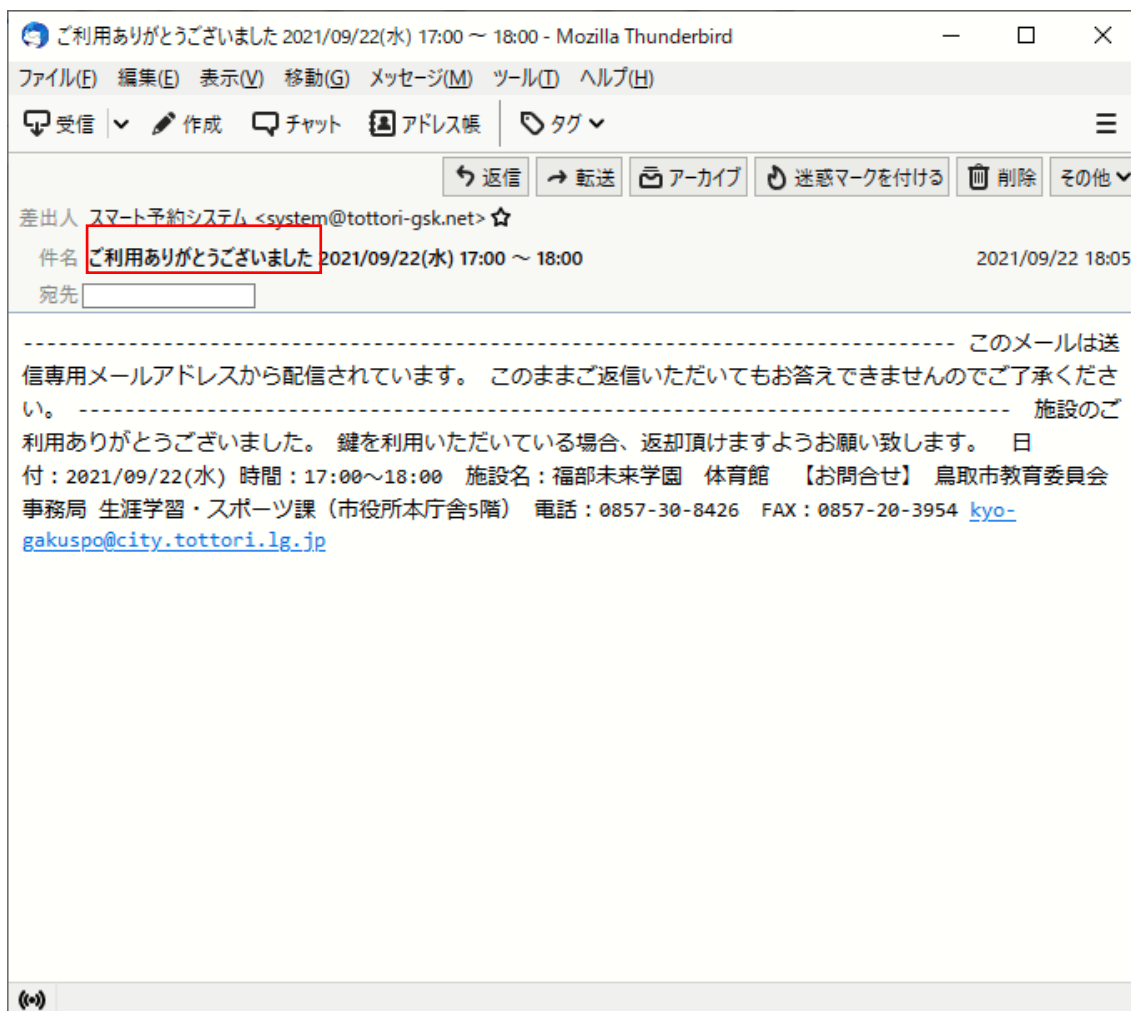 ご利用ありがとうございました 2021/09/22(水) 17:00 ～ 18:00 - Mozilla Thunderbird
ファイル(F) 編集(E) 表示(V) 移動(G) メッセージ(M) ツール(T) ヘルプ(H)
受信 作成 チャット アドレス帳 タグ
返信 転送 アーカイブ 迷惑マークを付ける 削除 その他
差出人 スマート予約システム <system@tottori-gsk.net>
件名 ご利用ありがとうございました 2021/09/22(水) 17:00 ～ 18:00 2021/09/22 18:05
宛先
-------------------------------------------------------------------------------- このメールは送
信専用メールアドレスから配信されています。 このままご返信いただいてもお答えできませんのでご了承くださ
い。 -------------------------------------------------------------------------------- 施設のご
利用ありがとうございました。 鍵を利用いただいている場合、返却頂けますようお願い致します。 日
付：2021/09/22(水) 時間：17:00～18:00 施設名：福部未来学園 体育館 【お問合せ】 鳥取市教育委員会
事務局 生涯学習・スポーツ課（市役所本庁舎5階） 電話：0857-30-8426 FAX：0857-20-3954 kyo-
gakuspo@city.tottori.lg.jp